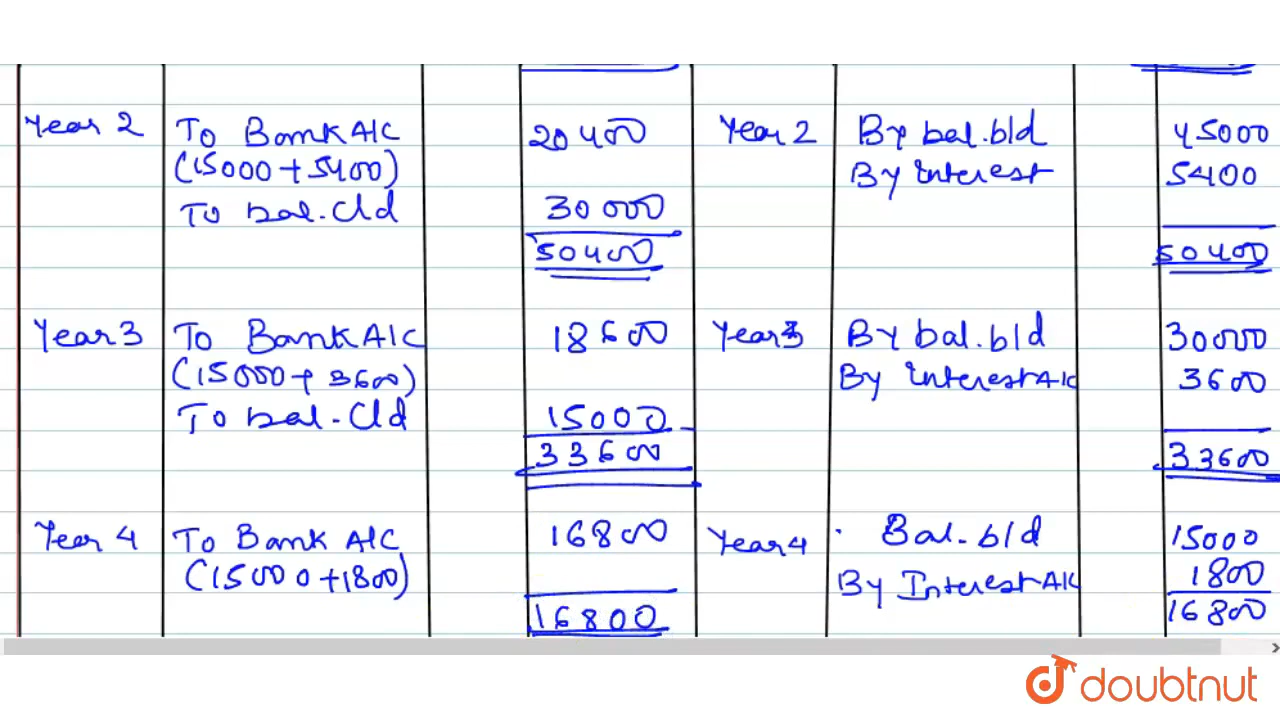 Year 2 To Bank A/C 20400 Year 2 By bal. b/d 45000
(15000+5400) By Interest 5400
To bal. C/d 30000
50400 50400
Year 3 To Bank A/C 18600 Year 3 By bal. b/d 30000
(15000+3600) By Interest A/C 3600
To bal. C/d 15000
33600 33600
Year 4 To Bank A/C 16800 Year 4 Bal. b/d 15000
(15000+1800) By Interest A/C 1800
16800 16800
doubtnut